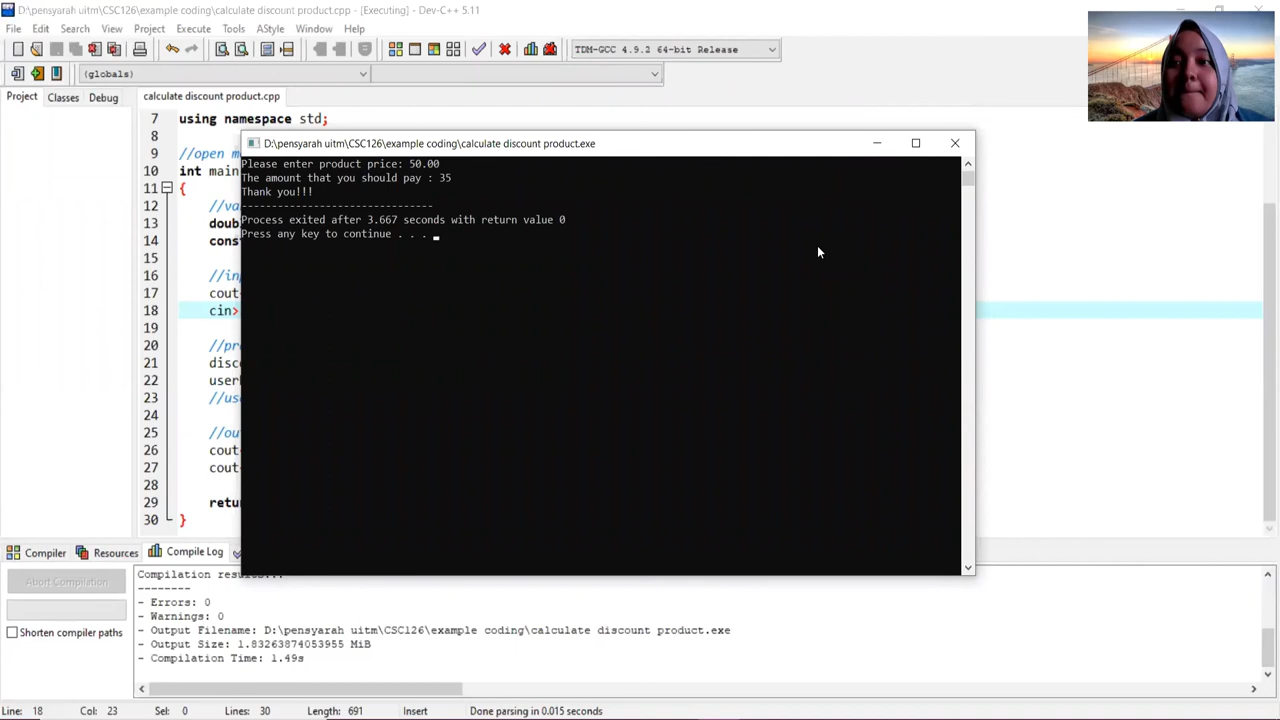 D:\pensyarah uitm\CSC126\example coding\calculate discount product.cpp - [Executing] - Dev-C++ 5.11
File Edit Search View Project Execute Tools AStyle Window Help
TDM-GCC 4.9.2 64-bit Release
(globals)
Project Classes Debug calculate discount product.cpp
7 using namespace std;
8
D:\pensyarah uitm\CSC126\example coding\calculate discount product.exe
9 //open m
Please enter product price: 50.00
10 int main
The amount that you should pay : 35
11 {
Thank you!!!
12 //va
--------------------------------
13 doub
Process exited after 3.667 seconds with return value 0
14 cons
Press any key to continue . . .
15
16 //in
17 cout
18 cin>
19
20 //pr
21 disc
22 user
23 //us
24
25 //ou
26 cout
27 cout
28
29 retu
30 }
Compiler Resources Compile Log
Abort Compilation
Shorten compiler paths
Compilation results...
--------
- Errors: 0
- Warnings: 0
- Output Filename: D:\pensyarah uitm\CSC126\example coding\calculate discount product.exe
- Output Size: 1.83263874053955 MiB
- Compilation Time: 1.49s
Line: 18 Col: 23 Sel: 0 Lines: 30 Length: 691 Insert Done parsing in 0.015 seconds